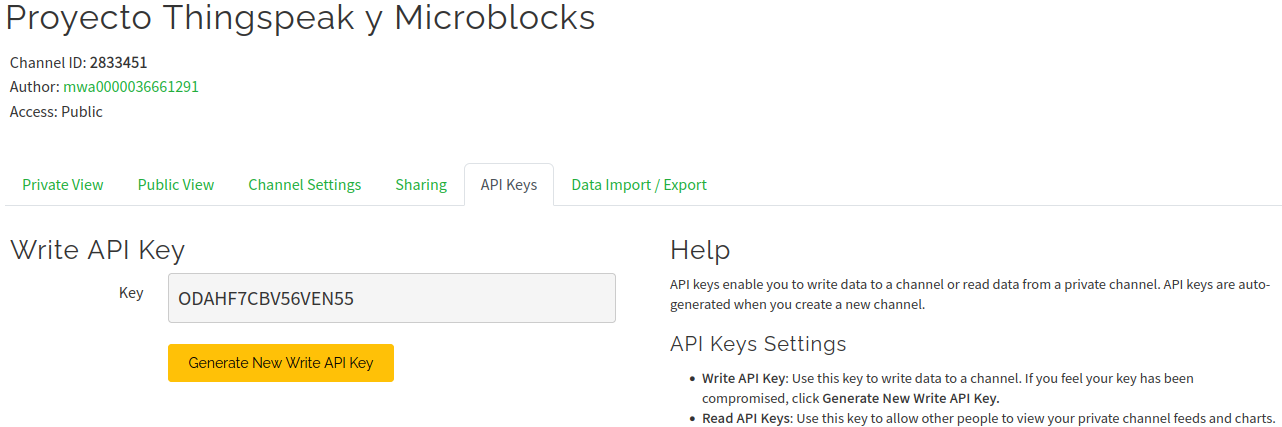 Proyecto Thingspeak y Microblocks
Channel ID: 2833451
Author: mwa0000036661291
Access: Public
Private View Public View Channel Settings Sharing API Keys Data Import / Export
Write API Key
Key ODAHF7CBV56VEN55
Generate New Write API Key
Help
API keys enable you to write data to a channel or read data from a private channel. API keys are auto-
generated when you create a new channel.
API Keys Settings
• Write API Key: Use this key to write data to a channel. If you feel your key has been
compromised, click Generate New Write API Key.
• Read API Keys: Use this key to allow other people to view your private channel feeds and charts.